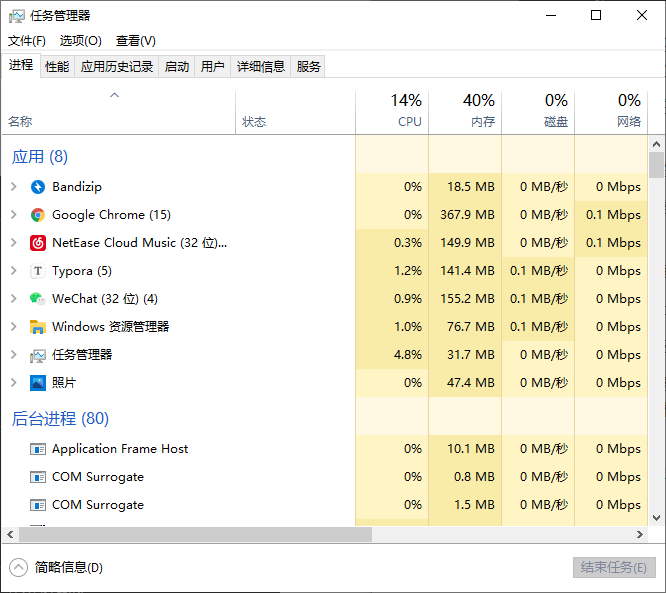 任务管理器
文件(F) 选项(O) 查看(V)
进程 性能 应用历史记录 启动 用户 详细信息 服务
14% 40% 0% 0%
名称 状态 CPU 内存 磁盘 网络
应用 (8)
Bandizip 0% 18.5 MB 0 MB/秒 0 Mbps
Google Chrome (15) 0% 367.9 MB 0 MB/秒 0.1 Mbps
NetEase Cloud Music (32 位)... 0.3% 149.9 MB 0 MB/秒 0.1 Mbps
T Typora (5) 1.2% 141.4 MB 0.1 MB/秒 0 Mbps
WeChat (32 位) (4) 0.9% 155.2 MB 0.1 MB/秒 0 Mbps
Windows 资源管理器 1.0% 76.7 MB 0.1 MB/秒 0 Mbps
任务管理器 4.8% 31.7 MB 0 MB/秒 0 Mbps
照片 0% 47.4 MB 0 MB/秒 0 Mbps
后台进程 (80)
Application Frame Host 0% 10.1 MB 0 MB/秒 0 Mbps
COM Surrogate 0% 0.8 MB 0 MB/秒 0 Mbps
COM Surrogate 0% 1.5 MB 0 MB/秒 0 Mbps
简略信息(D) 结束任务(E)